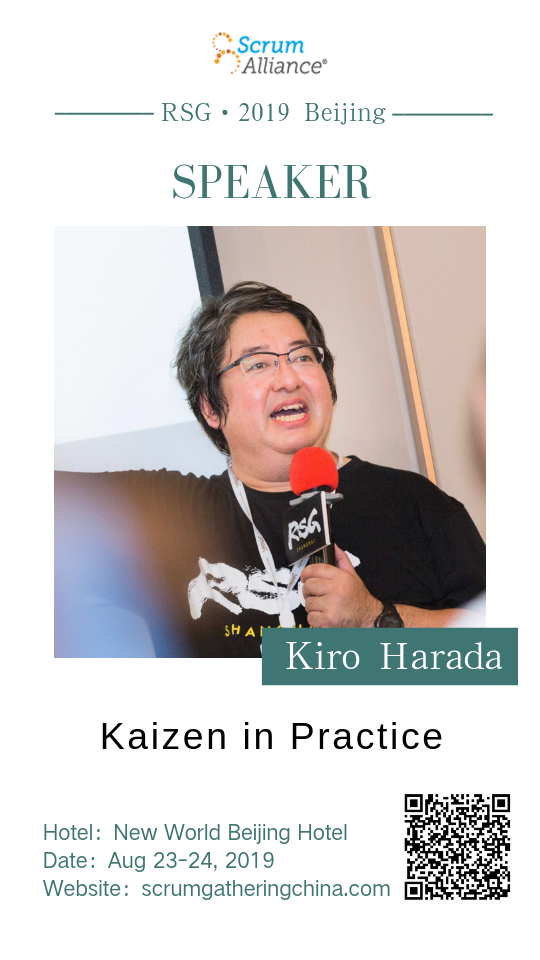 Scrum
Alliance®
RSG • 2019 Beijing
SPEAKER
RSG
SHANGHAI
Kiro Harada
Kaizen in Practice
Hotel: New World Beijing Hotel
Date: Aug 23-24, 2019
Website: scrumgatheringchina.com